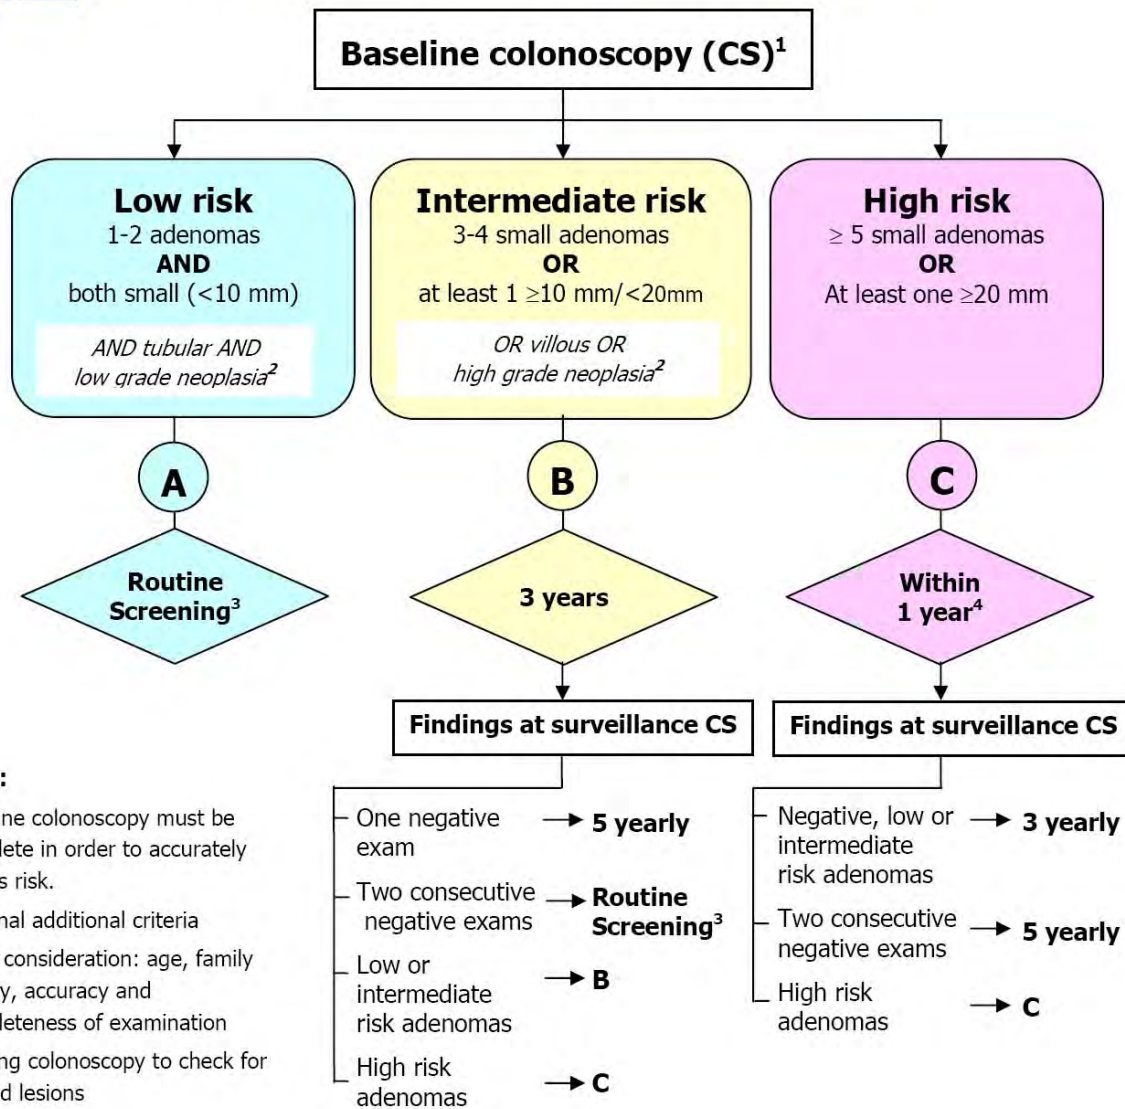 Baseline colonoscopy (CS)¹
Low risk
1-2 adenomas
AND
both small (<10 mm)
AND tubular AND
low grade neoplasia²
Intermediate risk
3-4 small adenomas
OR
at least 1 ≥10 mm/<20mm
OR villous OR
high grade neoplasia²
High risk
≥ 5 small adenomas
OR
At least one ≥20 mm
A
B
C
Routine
Screening³
3 years
Within
1 year⁴
Findings at surveillance CS
One negative
exam
5 yearly
Two consecutive
negative exams
Routine
Screening³
Low or
intermediate
risk adenomas
B
High risk
adenomas
C
Findings at surveillance CS
Negative, low or
intermediate
risk adenomas
3 yearly
Two consecutive
negative exams
5 yearly
High risk
adenomas
C
:
colonoscopy must be
in order to accurately
risk.
additional criteria
consideration: age, family
accuracy and
of examination
colonoscopy to check for
lesions